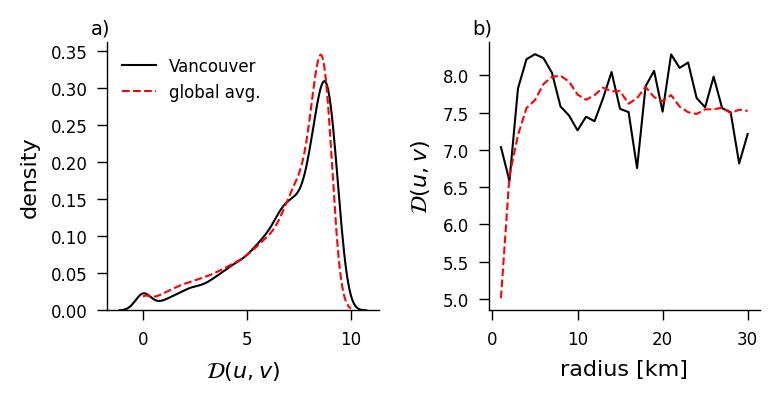 a)
0.35
0.30
0.25
0.20
0.15
0.10
0.05
0.00
density
Vancouver
global avg.
0 5 10
𝒟(u, v)
b)
8.0
7.5
7.0
6.5
6.0
5.5
5.0
𝒟(u, v)
0 10 20 30
radius [km]